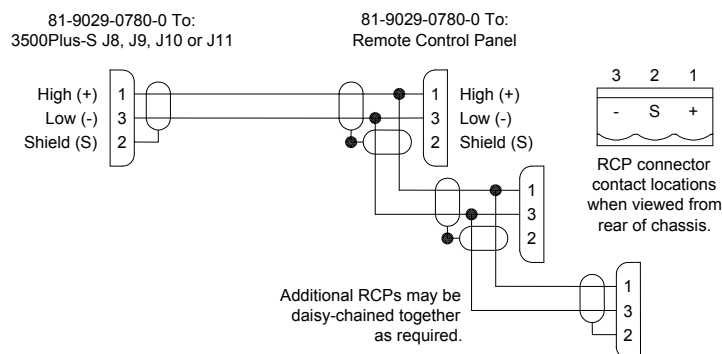 81-9029-0780-0 To:
3500Plus-S J8, J9, J10 or J11
81-9029-0780-0 To:
Remote Control Panel
High (+) 1
Low (-) 3
Shield (S) 2
1 High (+)
3 Low (-)
2 Shield (S)
3 2 1
- S +
RCP connector
contact locations
when viewed from
rear of chassis.
1
3
2
Additional RCPs may be
daisy-chained together
as required.
1
3
2